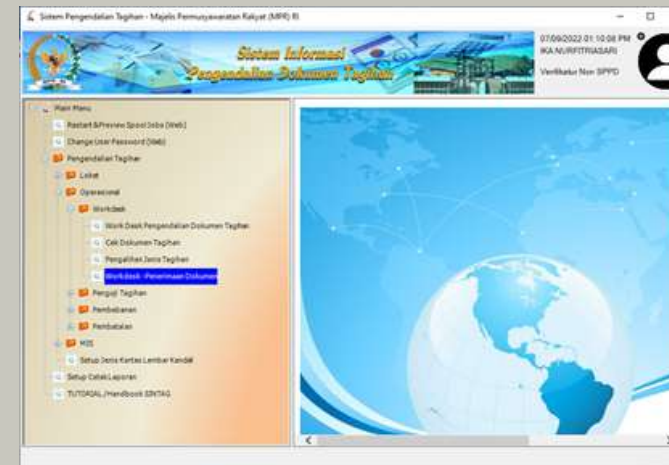 Sistem Pengendalian Tagihan - Majelis Permusyawaratan Rakyat (MPR) RI
Sistem Informasi
Pengendalian Dokumen Tagihan
07/09/2022 01:10:08 PM
IKA NURFITRIASARI
Verifikatur Non SPPD
Main Menu
Restart &Preview Spool Jobs (Web)
Change User Password (Web)
Pengendalian Tagihan
Loket
Operasional
Workdesk
Work Desk Pengendalian Dokumen Tagihan
Cek Dokumen Tagihan
Pengalihan Jenis Tagihan
Workdesk -Penerimaan Dokumen
Penguji Tagihan
Pembebanan
Pembatalan
MIS
Setup Jenis Kertas Lembar Kendali
Setup Cetak Laporan
TUTORIAL /Handbook SINTAG